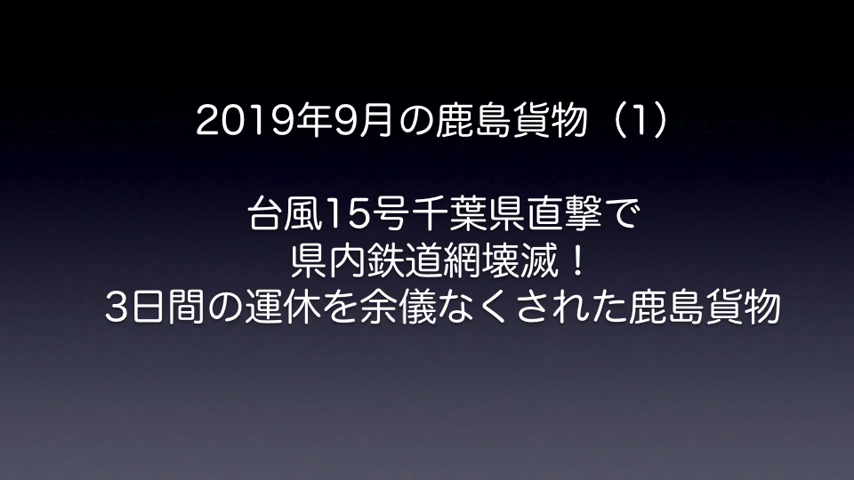 2019年9月の鹿島貨物（1）
台風15号千葉県直撃で
県内鉄道網壊滅！
3日間の運休を余儀なくされた鹿島貨物